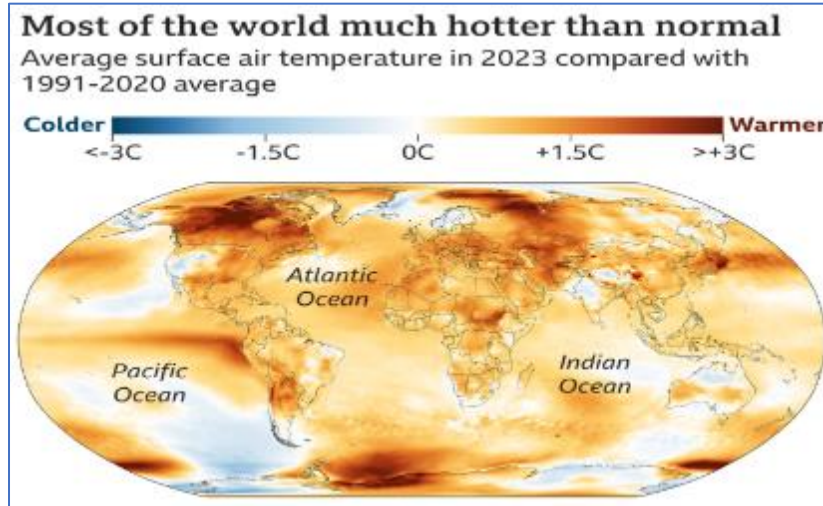 Most of the world much hotter than normal
Average surface air temperature in 2023 compared with
1991-2020 average
Colder Warmer
<-3C -1.5C 0C +1.5C >+3C
Atlantic
Ocean
Pacific
Ocean
Indian
Ocean